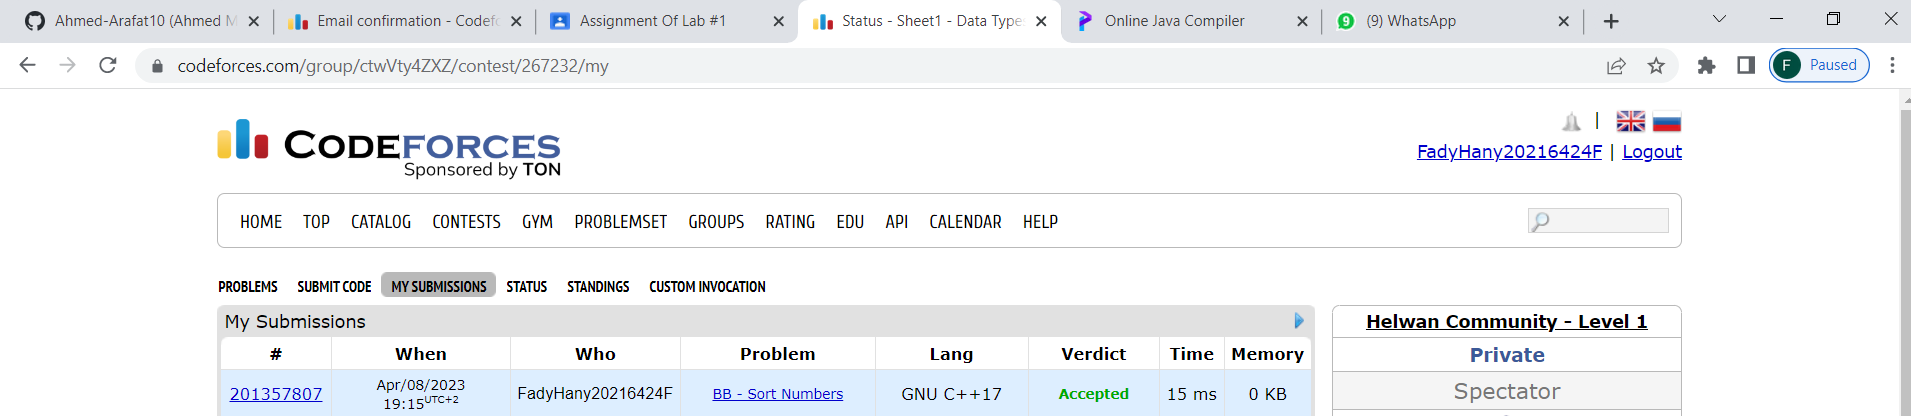 Ahmed-Arafat10 (Ahmed M
Email confirmation - Codefo
Assignment Of Lab #1
Status - Sheet1 - Data Type
Online Java Compiler
(9) WhatsApp
codeforces.com/group/ctwVty4ZXZ/contest/267232/my
F Paused
CODEFORCES
Sponsored by TON
|
FadyHany20216424F | Logout
HOME TOP CATALOG CONTESTS GYM PROBLEMSET GROUPS RATING EDU API CALENDAR HELP
PROBLEMS SUBMIT CODE MY SUBMISSIONS STATUS STANDINGS CUSTOM INVOCATION
My Submissions
# When Who Problem Lang Verdict Time Memory
201357807 Apr/08/2023 19:15UTC+2 FadyHany20216424F BB - Sort Numbers GNU C++17 Accepted 15 ms 0 KB
Helwan Community - Level 1
Private
Spectator